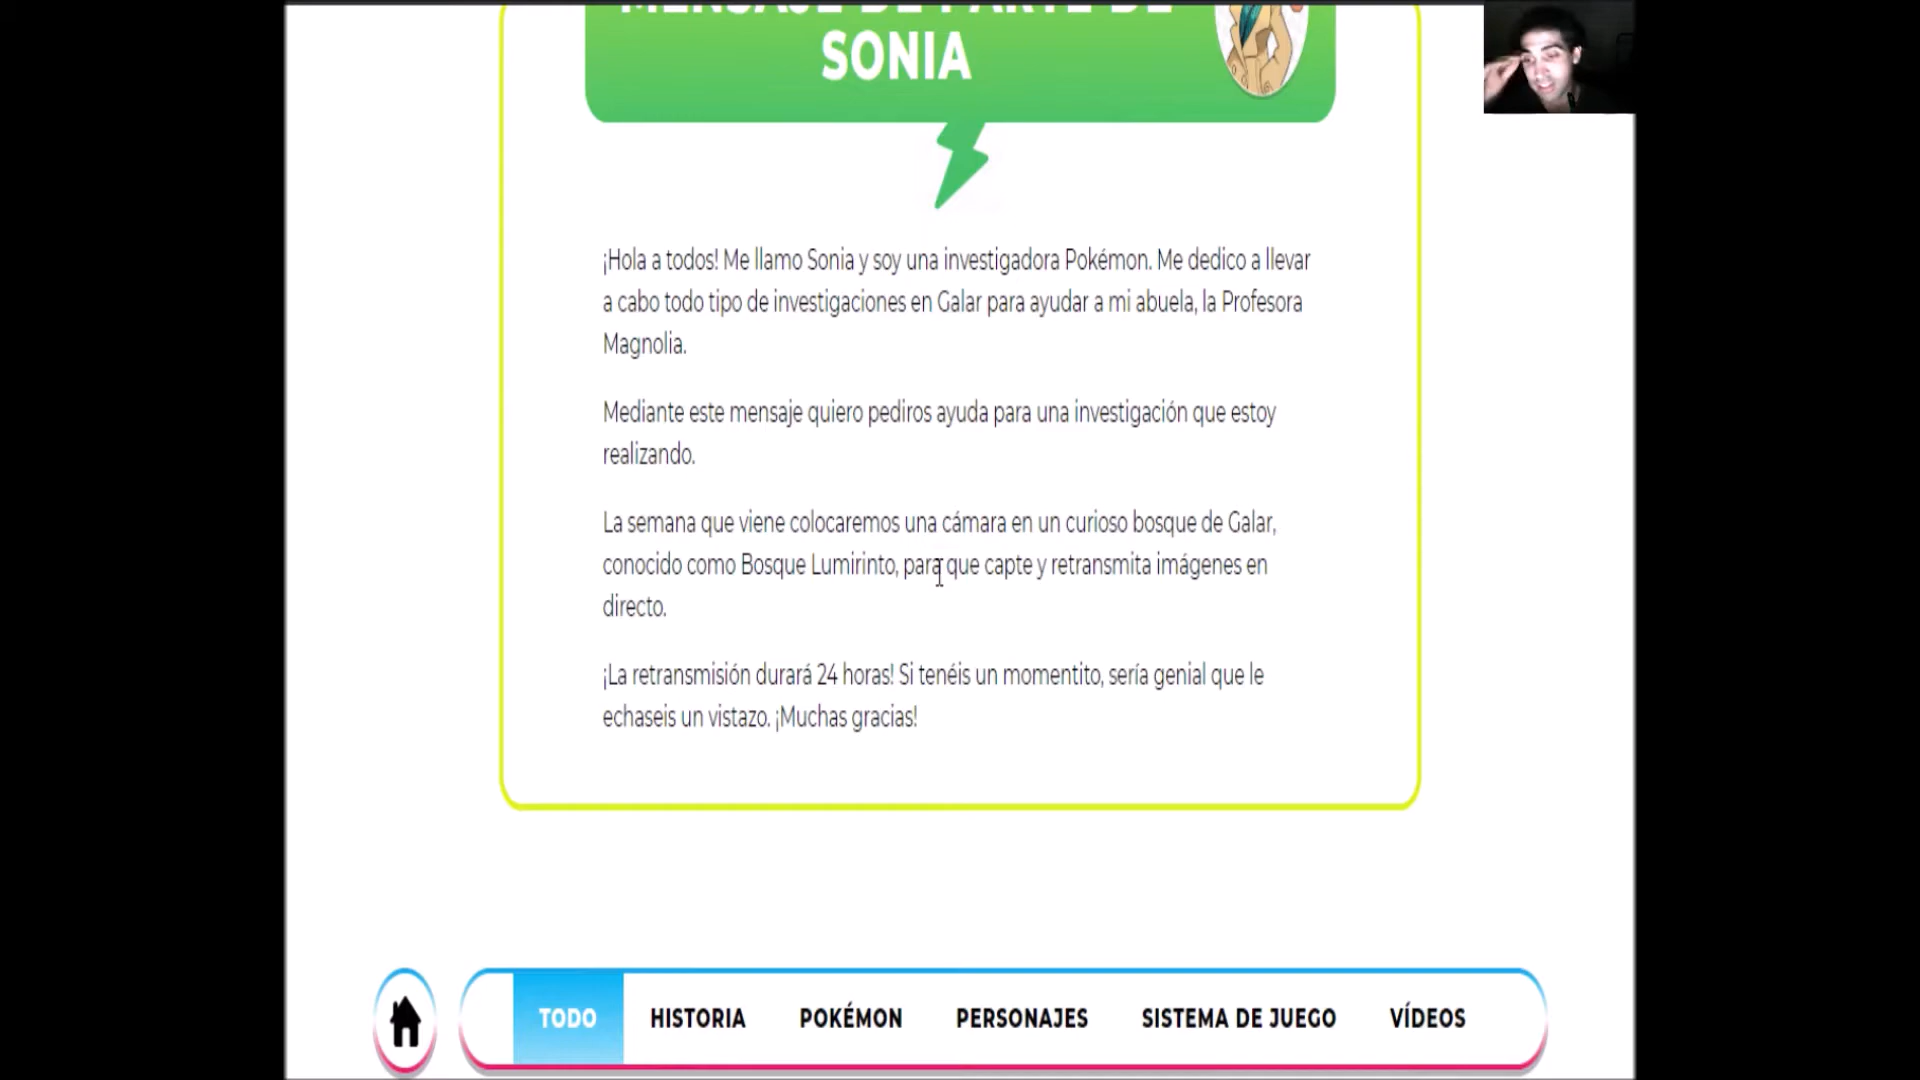 MENSAJE DE PARTE DE
SONIA
¡Hola a todos! Me llamo Sonia y soy una investigadora Pokémon. Me dedico a llevar
a cabo todo tipo de investigaciones en Galar para ayudar a mi abuela, la Profesora
Magnolia.
Mediante este mensaje quiero pediros ayuda para una investigación que estoy
realizando.
La semana que viene colocaremos una cámara en un curioso bosque de Galar,
conocido como Bosque Lumirinto, para que capte y retransmita imágenes en
directo.
¡La retransmisión durará 24 horas! Si tenéis un momentito, sería genial que le
echaseis un vistazo. ¡Muchas gracias!
TODO HISTORIA POKÉMON PERSONAJES SISTEMA DE JUEGO VÍDEOS